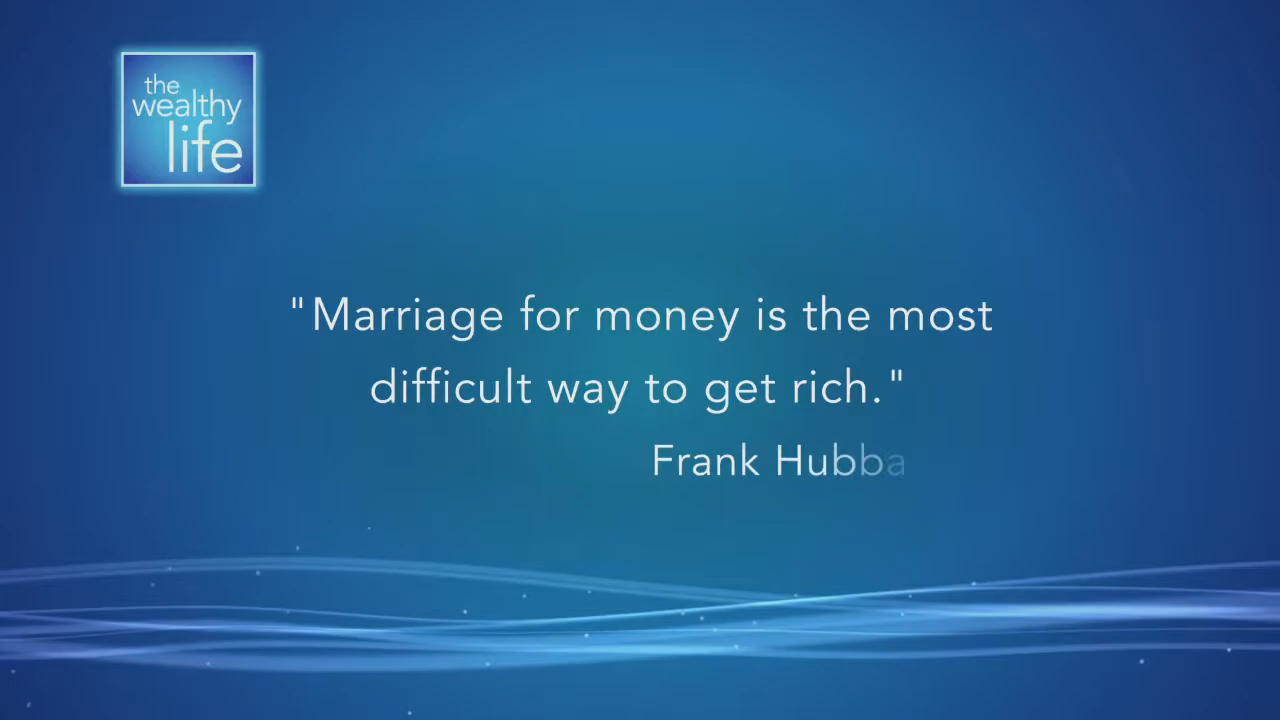 the
wealthy
life
"Marriage for money is the most
difficult way to get rich."
Frank Hubba